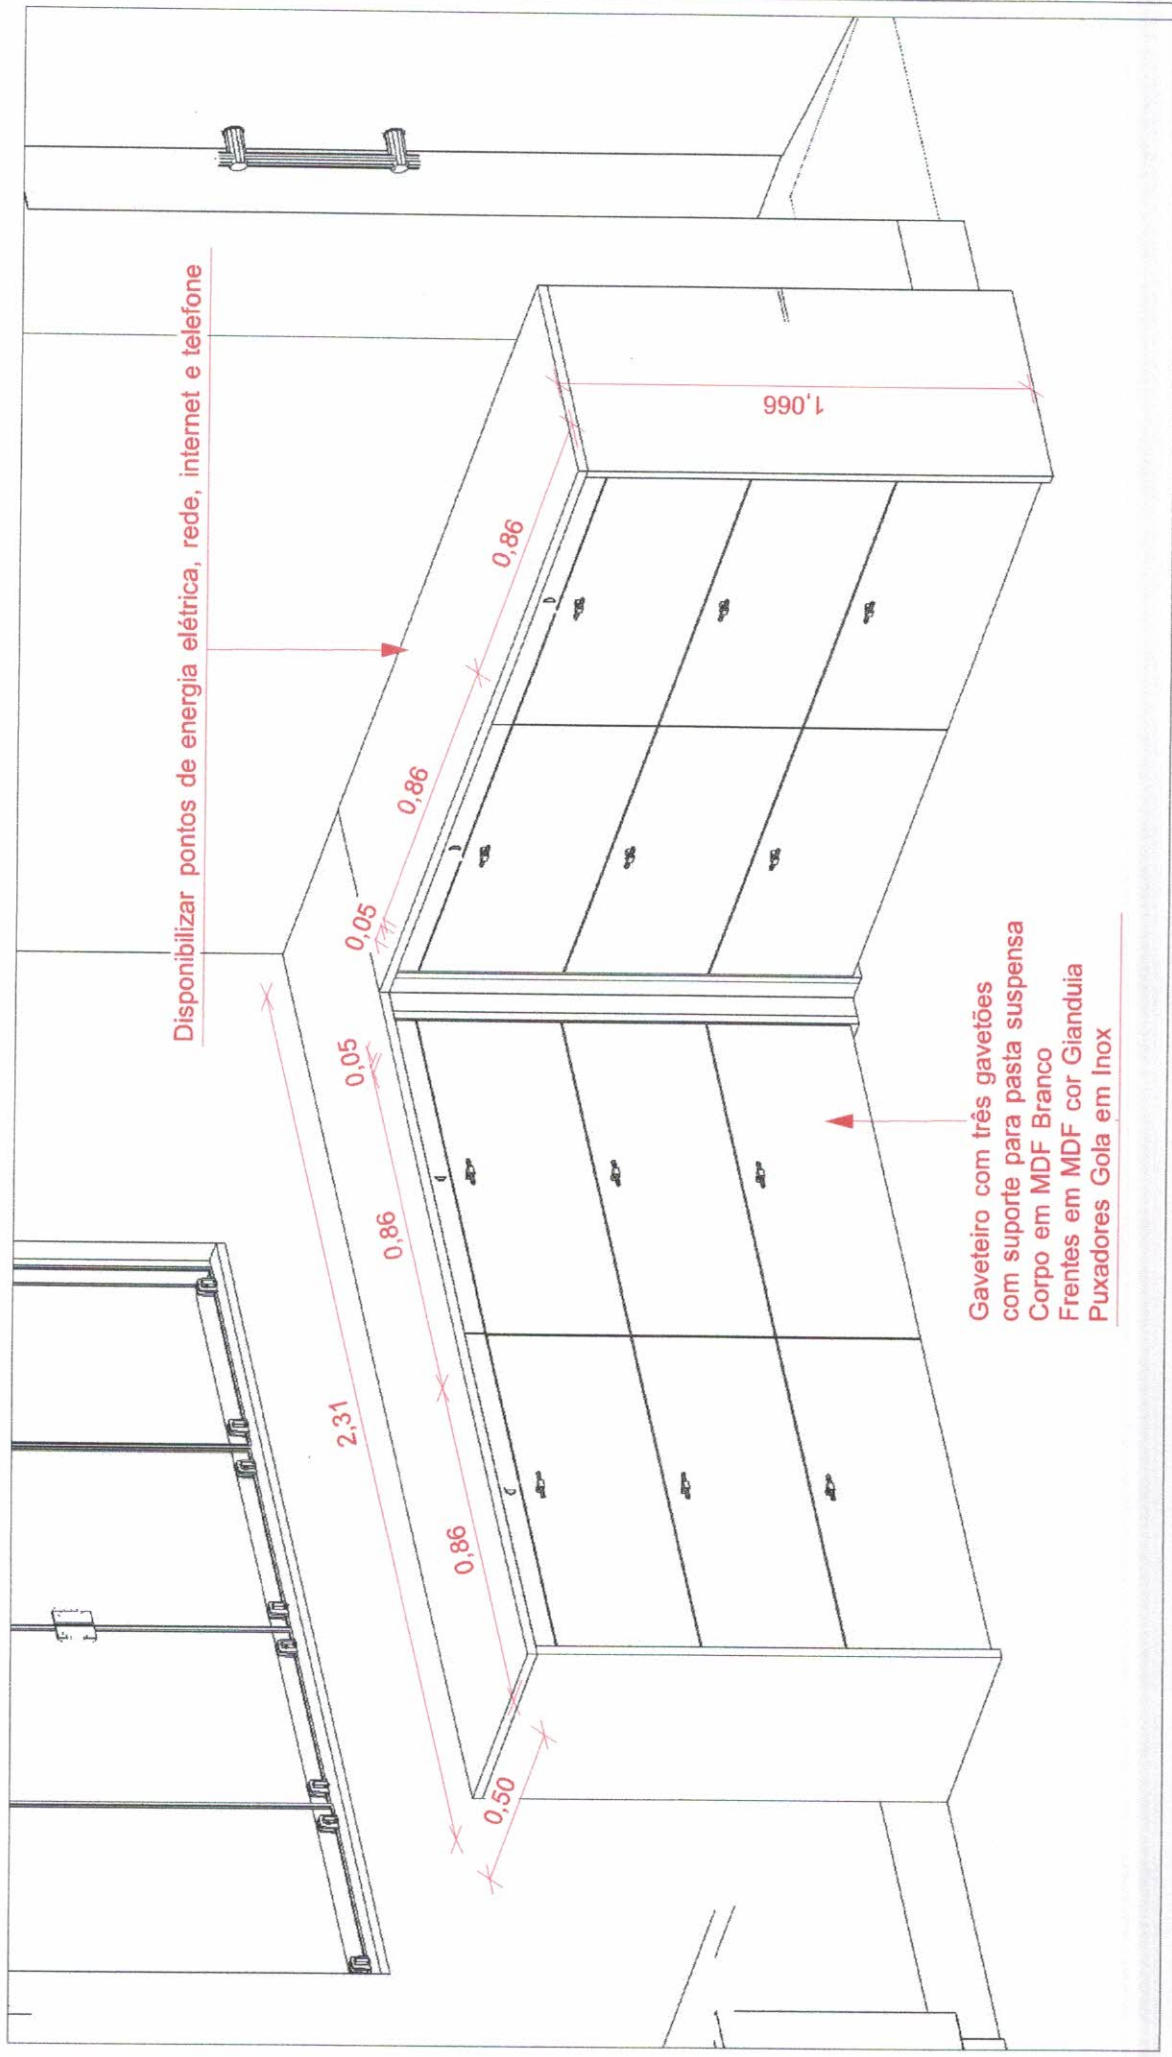 Disponibilizar pontos de energia elétrica, rede, internet e telefone
2,31
0,50
0,86
0,86
0,05
0,05
0,86
0,86
1,066
Gaveteiro com três gavetões
com suporte para pasta suspensa
Corpo em MDF Branco
Frentes em MDF cor Gianduia
Puxadores Gola em Inox